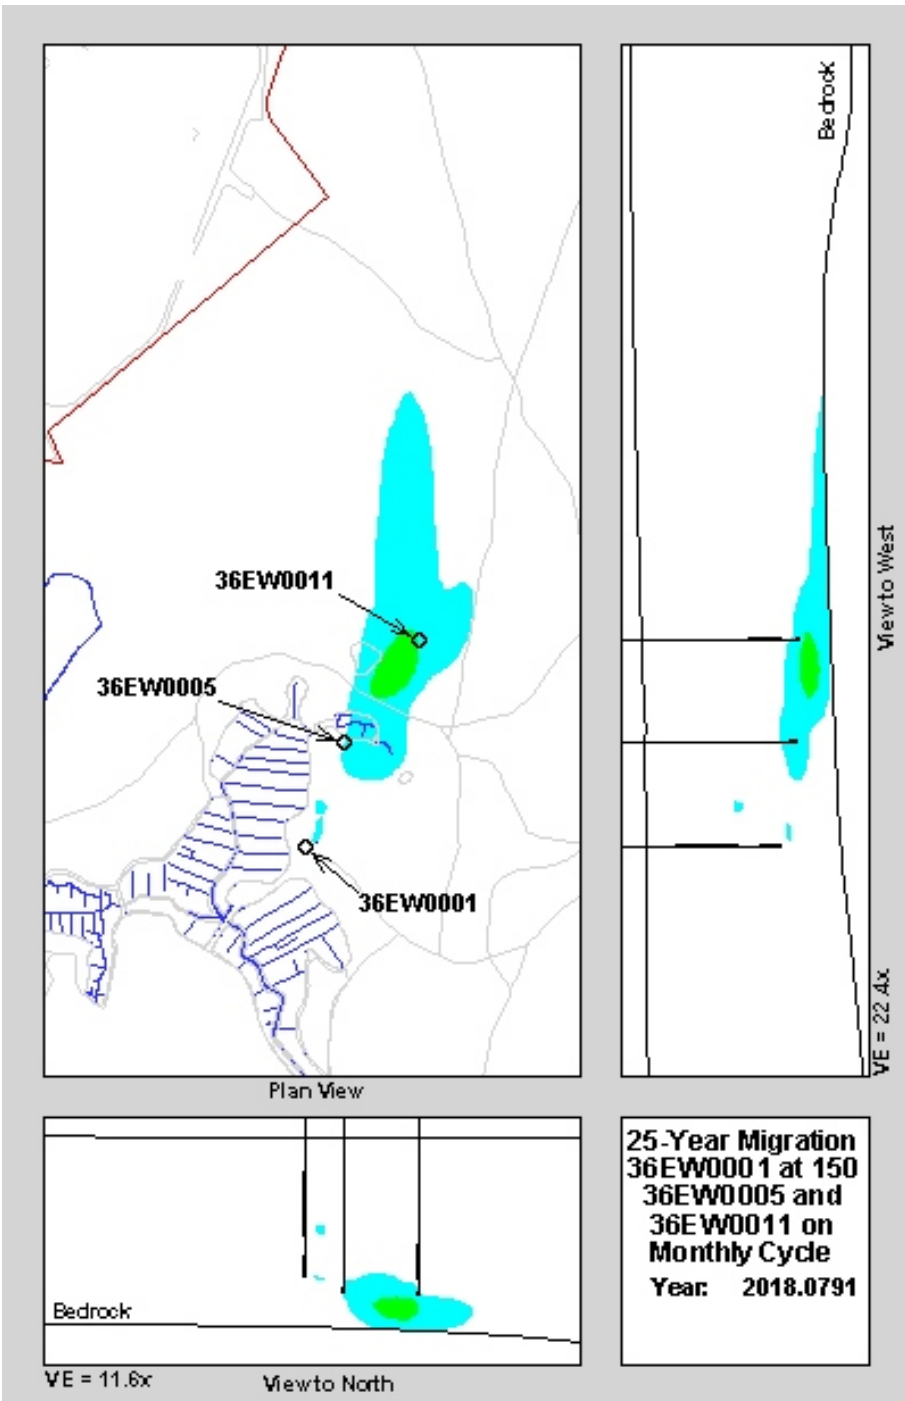 Bedrock
36EW0011
36EW0005
36EW0001
View to West
VE = 22.4x
Plan View
Bedrock
VE = 11.6x
View to North
25-Year Migration
36EW0001 at 150
36EW0005 and
36EW0011 on
Monthly Cycle
Year: 2018.0791